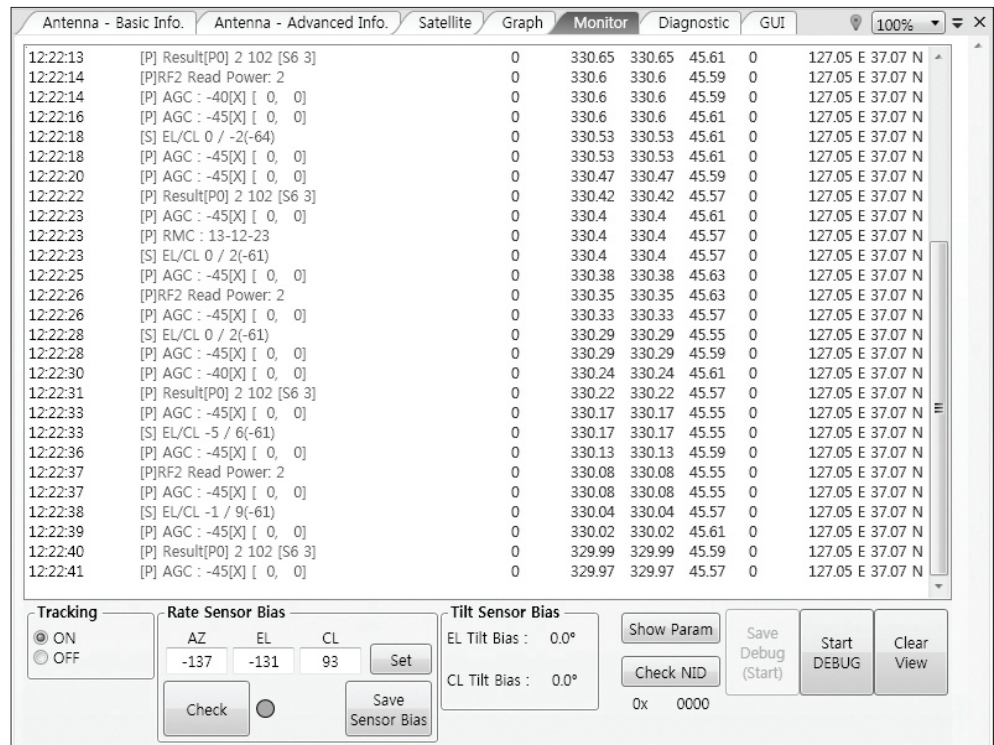 Antenna - Basic Info. Antenna - Advanced Info. Satellite Graph Monitor Diagnostic GUI 100%
12:22:13 [P] Result[P0] 2 102 [S6 3] 0 330.65 330.65 45.61 0 127.05 E 37.07 N
12:22:14 [P]RF2 Read Power: 2 0 330.6 330.6 45.59 0 127.05 E 37.07 N
12:22:14 [P] AGC : -40[X] [ 0, 0] 0 330.6 330.6 45.59 0 127.05 E 37.07 N
12:22:16 [P] AGC : -45[X] [ 0, 0] 0 330.6 330.6 45.61 0 127.05 E 37.07 N
12:22:18 [S] EL/CL 0 / -2(-64) 0 330.53 330.53 45.61 0 127.05 E 37.07 N
12:22:18 [P] AGC : -45[X] [ 0, 0] 0 330.53 330.53 45.61 0 127.05 E 37.07 N
12:22:20 [P] AGC : -45[X] [ 0, 0] 0 330.47 330.47 45.59 0 127.05 E 37.07 N
12:22:22 [P] Result[P0] 2 102 [S6 3] 0 330.42 330.42 45.57 0 127.05 E 37.07 N
12:22:23 [P] AGC : -45[X] [ 0, 0] 0 330.4 330.4 45.61 0 127.05 E 37.07 N
12:22:23 [P] RMC : 13-12-23 0 330.4 330.4 45.57 0 127.05 E 37.07 N
12:22:23 [S] EL/CL 0 / 2(-61) 0 330.4 330.4 45.57 0 127.05 E 37.07 N
12:22:25 [P] AGC : -45[X] [ 0, 0] 0 330.38 330.38 45.63 0 127.05 E 37.07 N
12:22:26 [P]RF2 Read Power: 2 0 330.35 330.35 45.63 0 127.05 E 37.07 N
12:22:26 [P] AGC : -45[X] [ 0, 0] 0 330.33 330.33 45.57 0 127.05 E 37.07 N
12:22:28 [S] EL/CL 0 / 2(-61) 0 330.29 330.29 45.55 0 127.05 E 37.07 N
12:22:28 [P] AGC : -45[X] [ 0, 0] 0 330.29 330.29 45.59 0 127.05 E 37.07 N
12:22:30 [P] AGC : -40[X] [ 0, 0] 0 330.24 330.24 45.61 0 127.05 E 37.07 N
12:22:31 [P] Result[P0] 2 102 [S6 3] 0 330.22 330.22 45.57 0 127.05 E 37.07 N
12:22:33 [P] AGC : -45[X] [ 0, 0] 0 330.17 330.17 45.55 0 127.05 E 37.07 N
12:22:33 [S] EL/CL -5 / 6(-61) 0 330.17 330.17 45.55 0 127.05 E 37.07 N
12:22:36 [P] AGC : -45[X] [ 0, 0] 0 330.13 330.13 45.59 0 127.05 E 37.07 N
12:22:37 [P]RF2 Read Power: 2 0 330.08 330.08 45.55 0 127.05 E 37.07 N
12:22:37 [P] AGC : -45[X] [ 0, 0] 0 330.08 330.08 45.55 0 127.05 E 37.07 N
12:22:38 [S] EL/CL -1 / 9(-61) 0 330.04 330.04 45.57 0 127.05 E 37.07 N
12:22:39 [P] AGC : -45[X] [ 0, 0] 0 330.02 330.02 45.61 0 127.05 E 37.07 N
12:22:40 [P] Result[P0] 2 102 [S6 3] 0 329.99 329.99 45.59 0 127.05 E 37.07 N
12:22:41 [P] AGC : -45[X] [ 0, 0] 0 329.97 329.97 45.57 0 127.05 E 37.07 N
Tracking
ON
OFF
Rate Sensor Bias
AZ EL CL
-137 -131 93 Set
Check
Save
Sensor Bias
Tilt Sensor Bias
EL Tilt Bias : 0.0°
CL Tilt Bias : 0.0°
Show Param
Check NID
0x 0000
Save
Debug
(Start)
Start
DEBUG
Clear
View